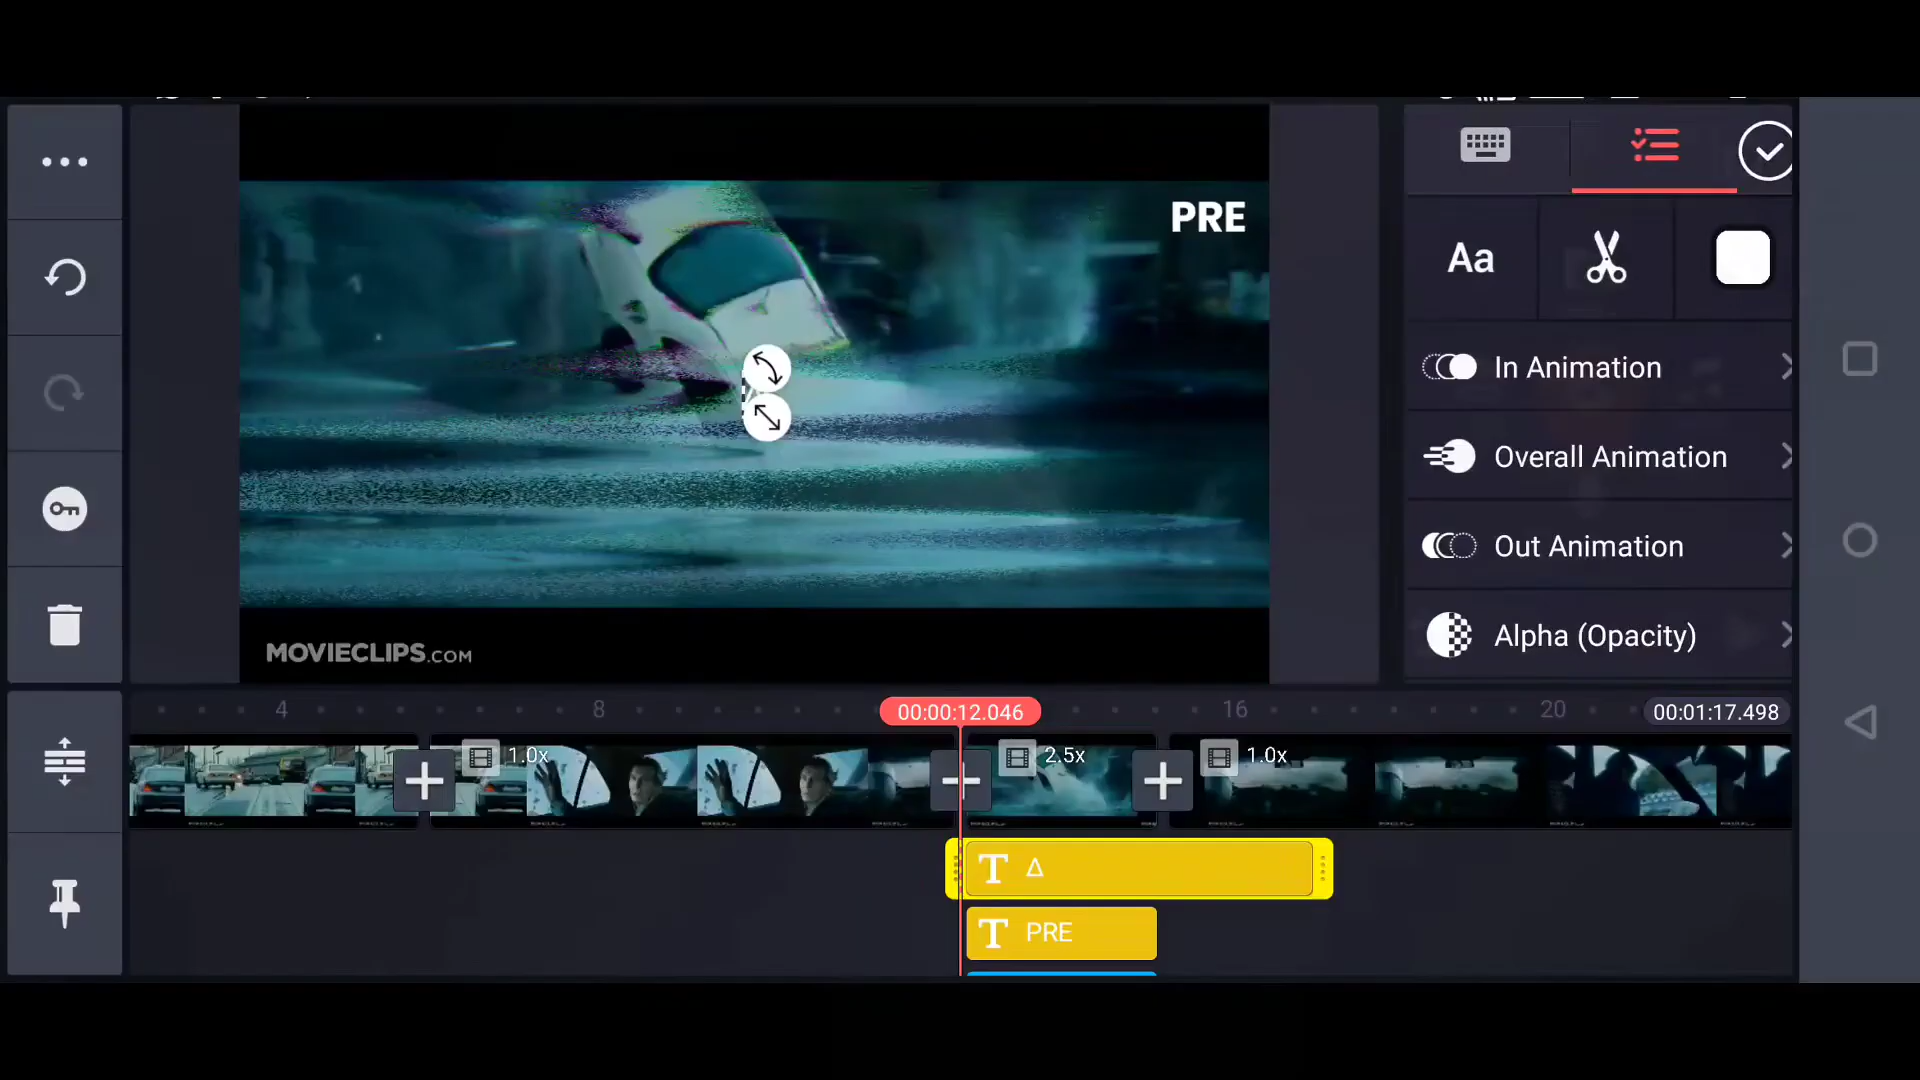 PRE
Aa
In Animation
Overall Animation
Out Animation
Alpha (Opacity)
MOVIECLIPS.COM
4
8
00:00:12.046
16
20
00:01:17.498
1.0x
2.5x
1.0x
T Δ
T PRE